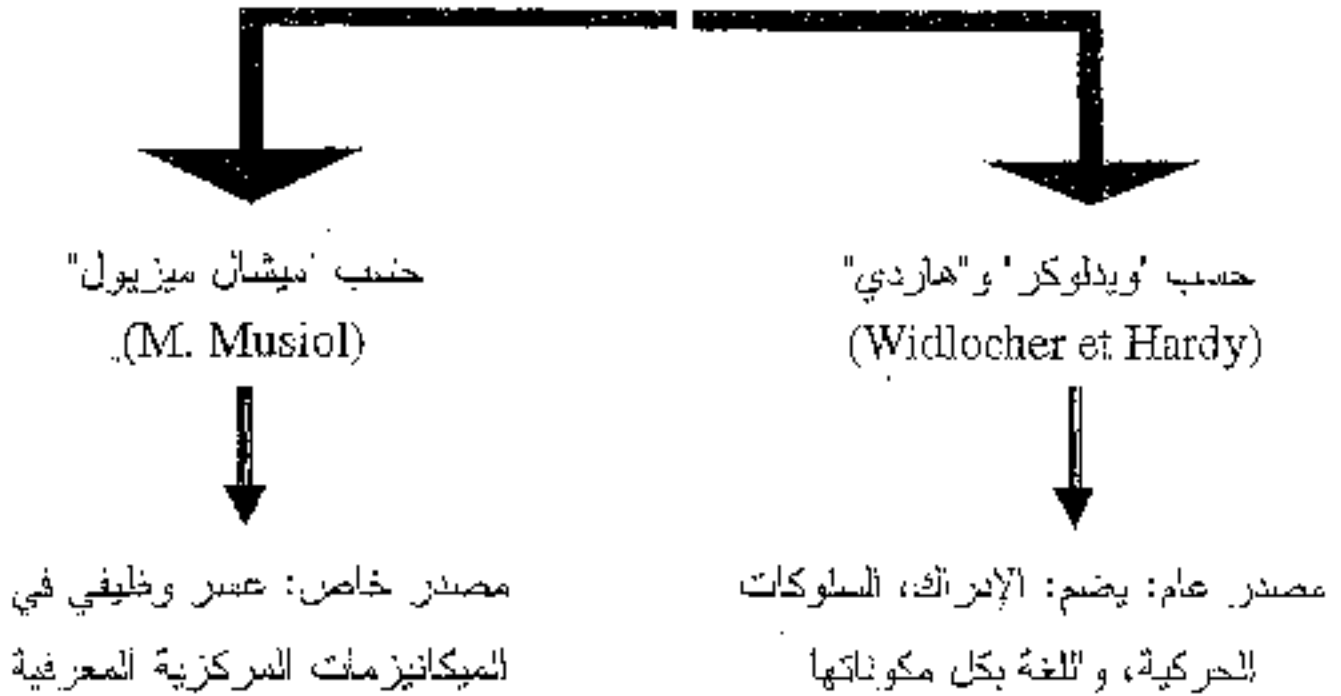 حسب "ويدلوكر" و"هاردي"
(Widlocher et Hardy)
مصدر عام: يضم: الإدراك، السلوكات
الحركية، واللغة بكل مكوناتها
حسب "ميشال ميزيول"
(M. Musiol)
مصدر خاص: عسر وظيفي في
الميكانيزمات المركزية المعرفية